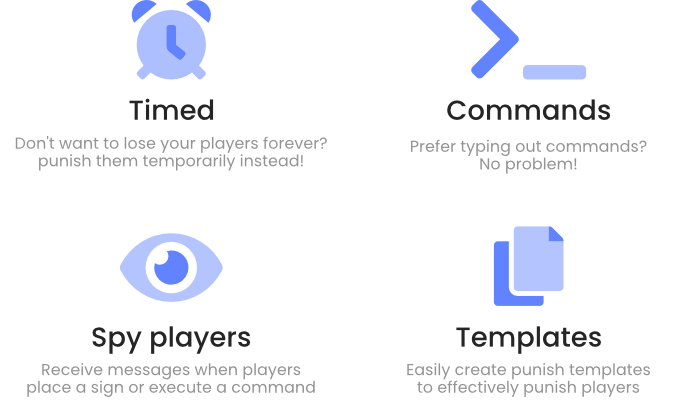 Timed
Don't want to lose your players forever?
punish them temporarily instead!
Commands
Prefer typing out commands?
No problem!
Spy players
Receive messages when players
place a sign or execute a command
Templates
Easily create punish templates
to effectively punish players